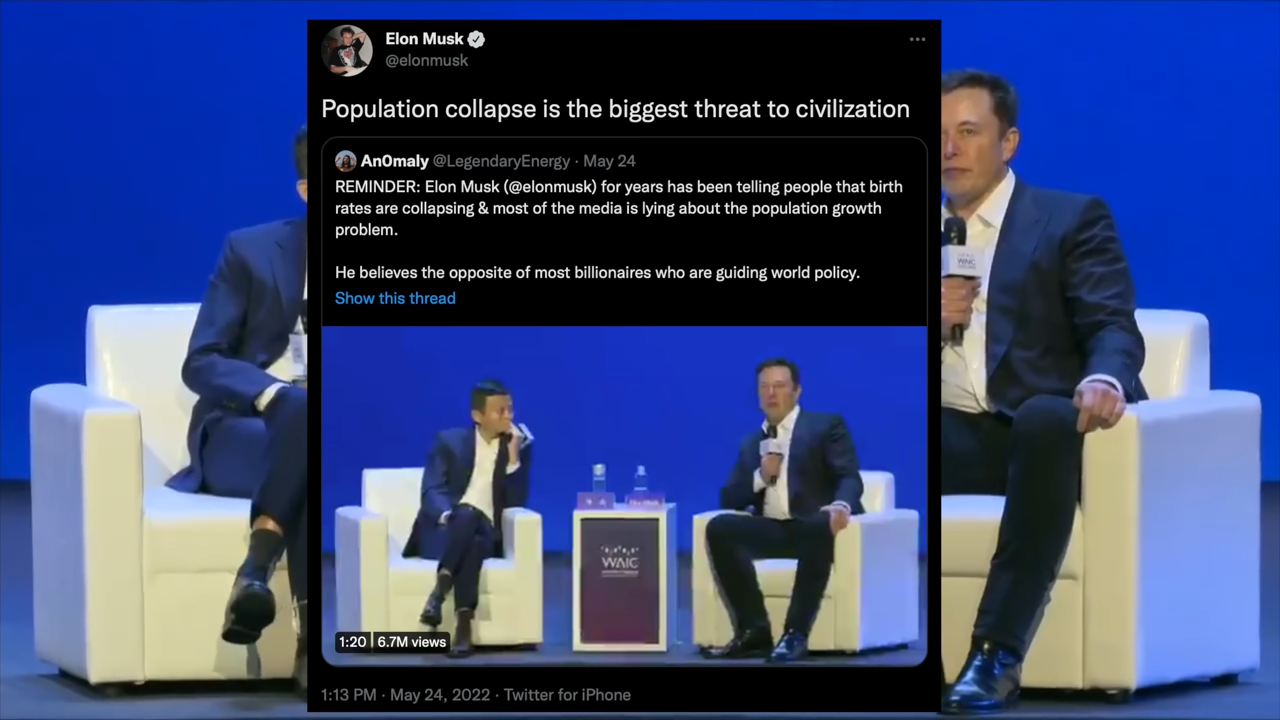 Elon Musk
@elonmusk
Population collapse is the biggest threat to civilization
An0maly @LegendaryEnergy · May 24
REMINDER: Elon Musk (@elonmusk) for years has been telling people that birth
rates are collapsing & most of the media is lying about the population growth
problem.
He believes the opposite of most billionaires who are guiding world policy.
Show this thread
WAIC
WAIC
1:20 6.7M views
1:13 PM · May 24, 2022 · Twitter for iPhone